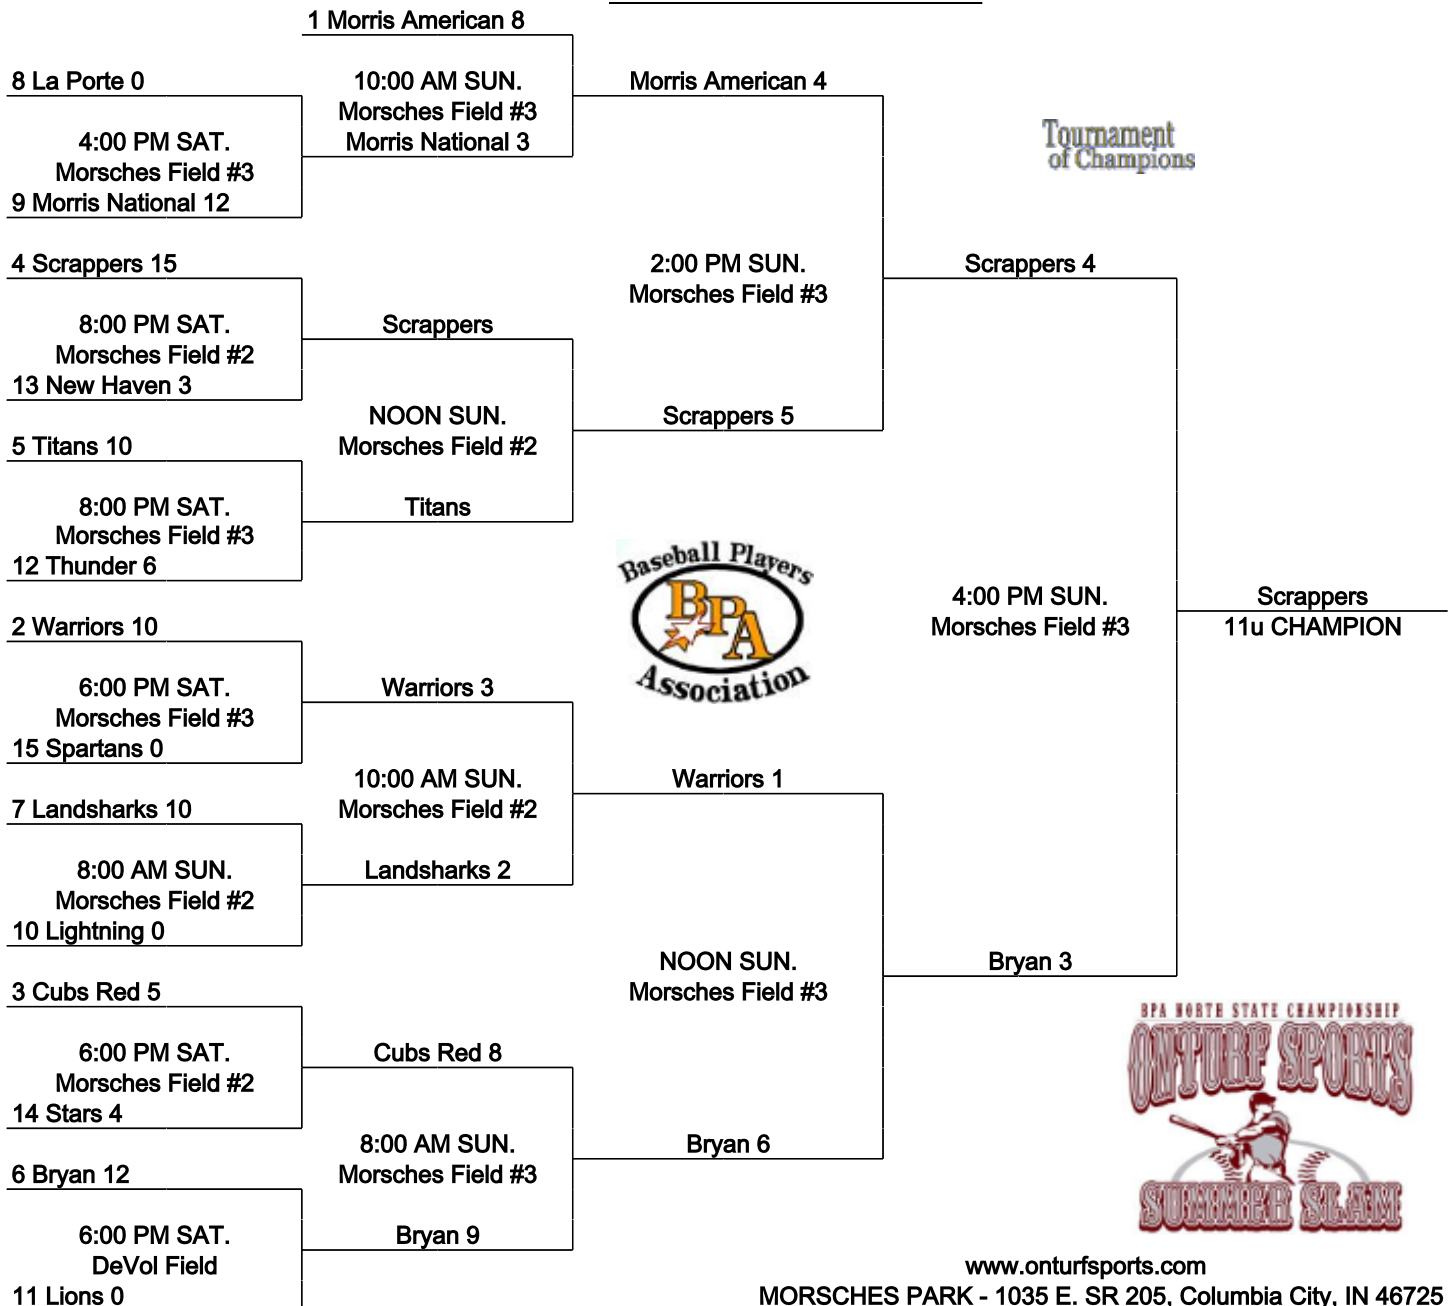 1 Morris American 8
8 La Porte 0
10:00 AM SUN.
Morris American 4
Morsches Field #3
4:00 PM SAT.
Morris National 3
Tournament
of Champions
Morsches Field #3
9 Morris National 12
4 Scrappers 15
2:00 PM SUN.
Scrappers 4
Morsches Field #3
8:00 PM SAT.
Scrappers
Morsches Field #2
13 New Haven 3
NOON SUN.
Scrappers 5
5 Titans 10
Morsches Field #2
8:00 PM SAT.
Titans
Morsches Field #3
12 Thunder 6
Baseball Players
BPA
Association
4:00 PM SUN.
Scrappers
2 Warriors 10
Morsches Field #3
11u CHAMPION
6:00 PM SAT.
Warriors 3
Morsches Field #3
15 Spartans 0
10:00 AM SUN.
Warriors 1
7 Landsharks 10
Morsches Field #2
8:00 AM SUN.
Landsharks 2
Morsches Field #2
10 Lightning 0
NOON SUN.
Bryan 3
3 Cubs Red 5
Morsches Field #3
6:00 PM SAT.
Cubs Red 8
Morsches Field #2
14 Stars 4
8:00 AM SUN.
Bryan 6
6 Bryan 12
Morsches Field #3
6:00 PM SAT.
Bryan 9
DeVol Field
11 Lions 0
BPA NORTH STATE CHAMPIONSHIP
ONTURF SPORTS
SUMMER SLAM
www.onturfsports.com
MORSCHES PARK - 1035 E. SR 205, Columbia City, IN 46725